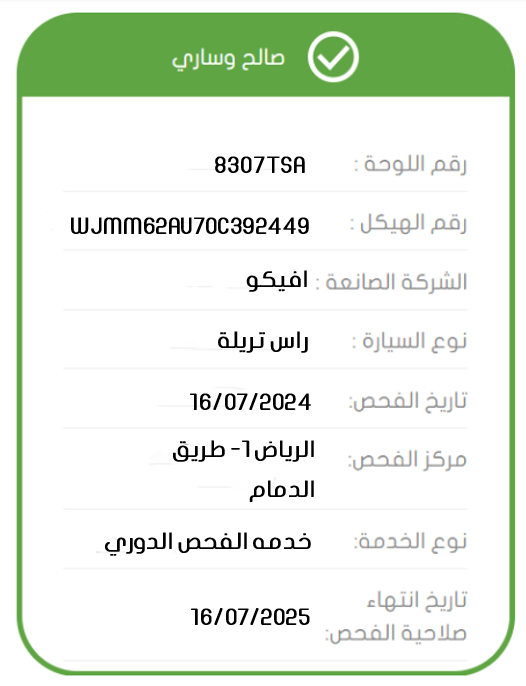 صالح وساري
رقم اللوحة : 8307TSA
رقم الهيكل : WJMM62AU70C392449
الشركة الصانعة : افيكو
نوع السيارة : راس تريلة
تاريخ الفحص: 16/07/2024
مركز الفحص: الرياض1- طريق
الدمام
نوع الخدمة: خدمه الفحص الدوري
تاريخ انتهاء
صلاحية الفحص: 16/07/2025